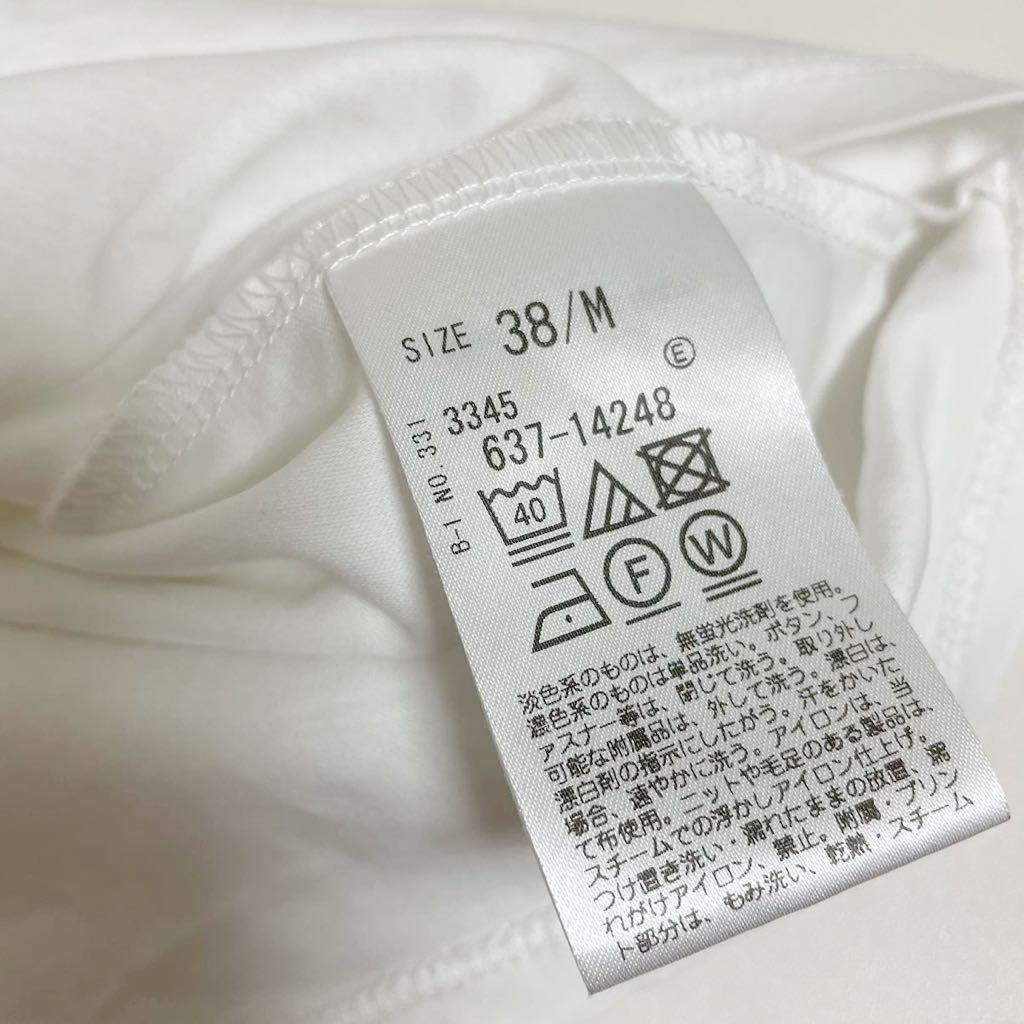 SIZE 38/M
E
B-I NO.331 3345
637-14248
40
F W
淡色系のものは、無蛍光洗剤を使用。
濃色系のものは単品洗い。ボタン、フ
ァスナー等は、閉じて洗う。取り外し
可能な附属品は、外して洗う。漂白は、
漂白剤の指示にしたがう。汗をかいた
場合、速やかに洗う。アイロンは、当
て布使用。ニットや毛足のある製品は、
スチームでの浮かしアイロン仕上げ。
つけ置き洗い・濡れたままの放置、濡
れがけアイロン、禁止。附属・プリン
ト部分は、もみ洗い、乾熱・スチーム